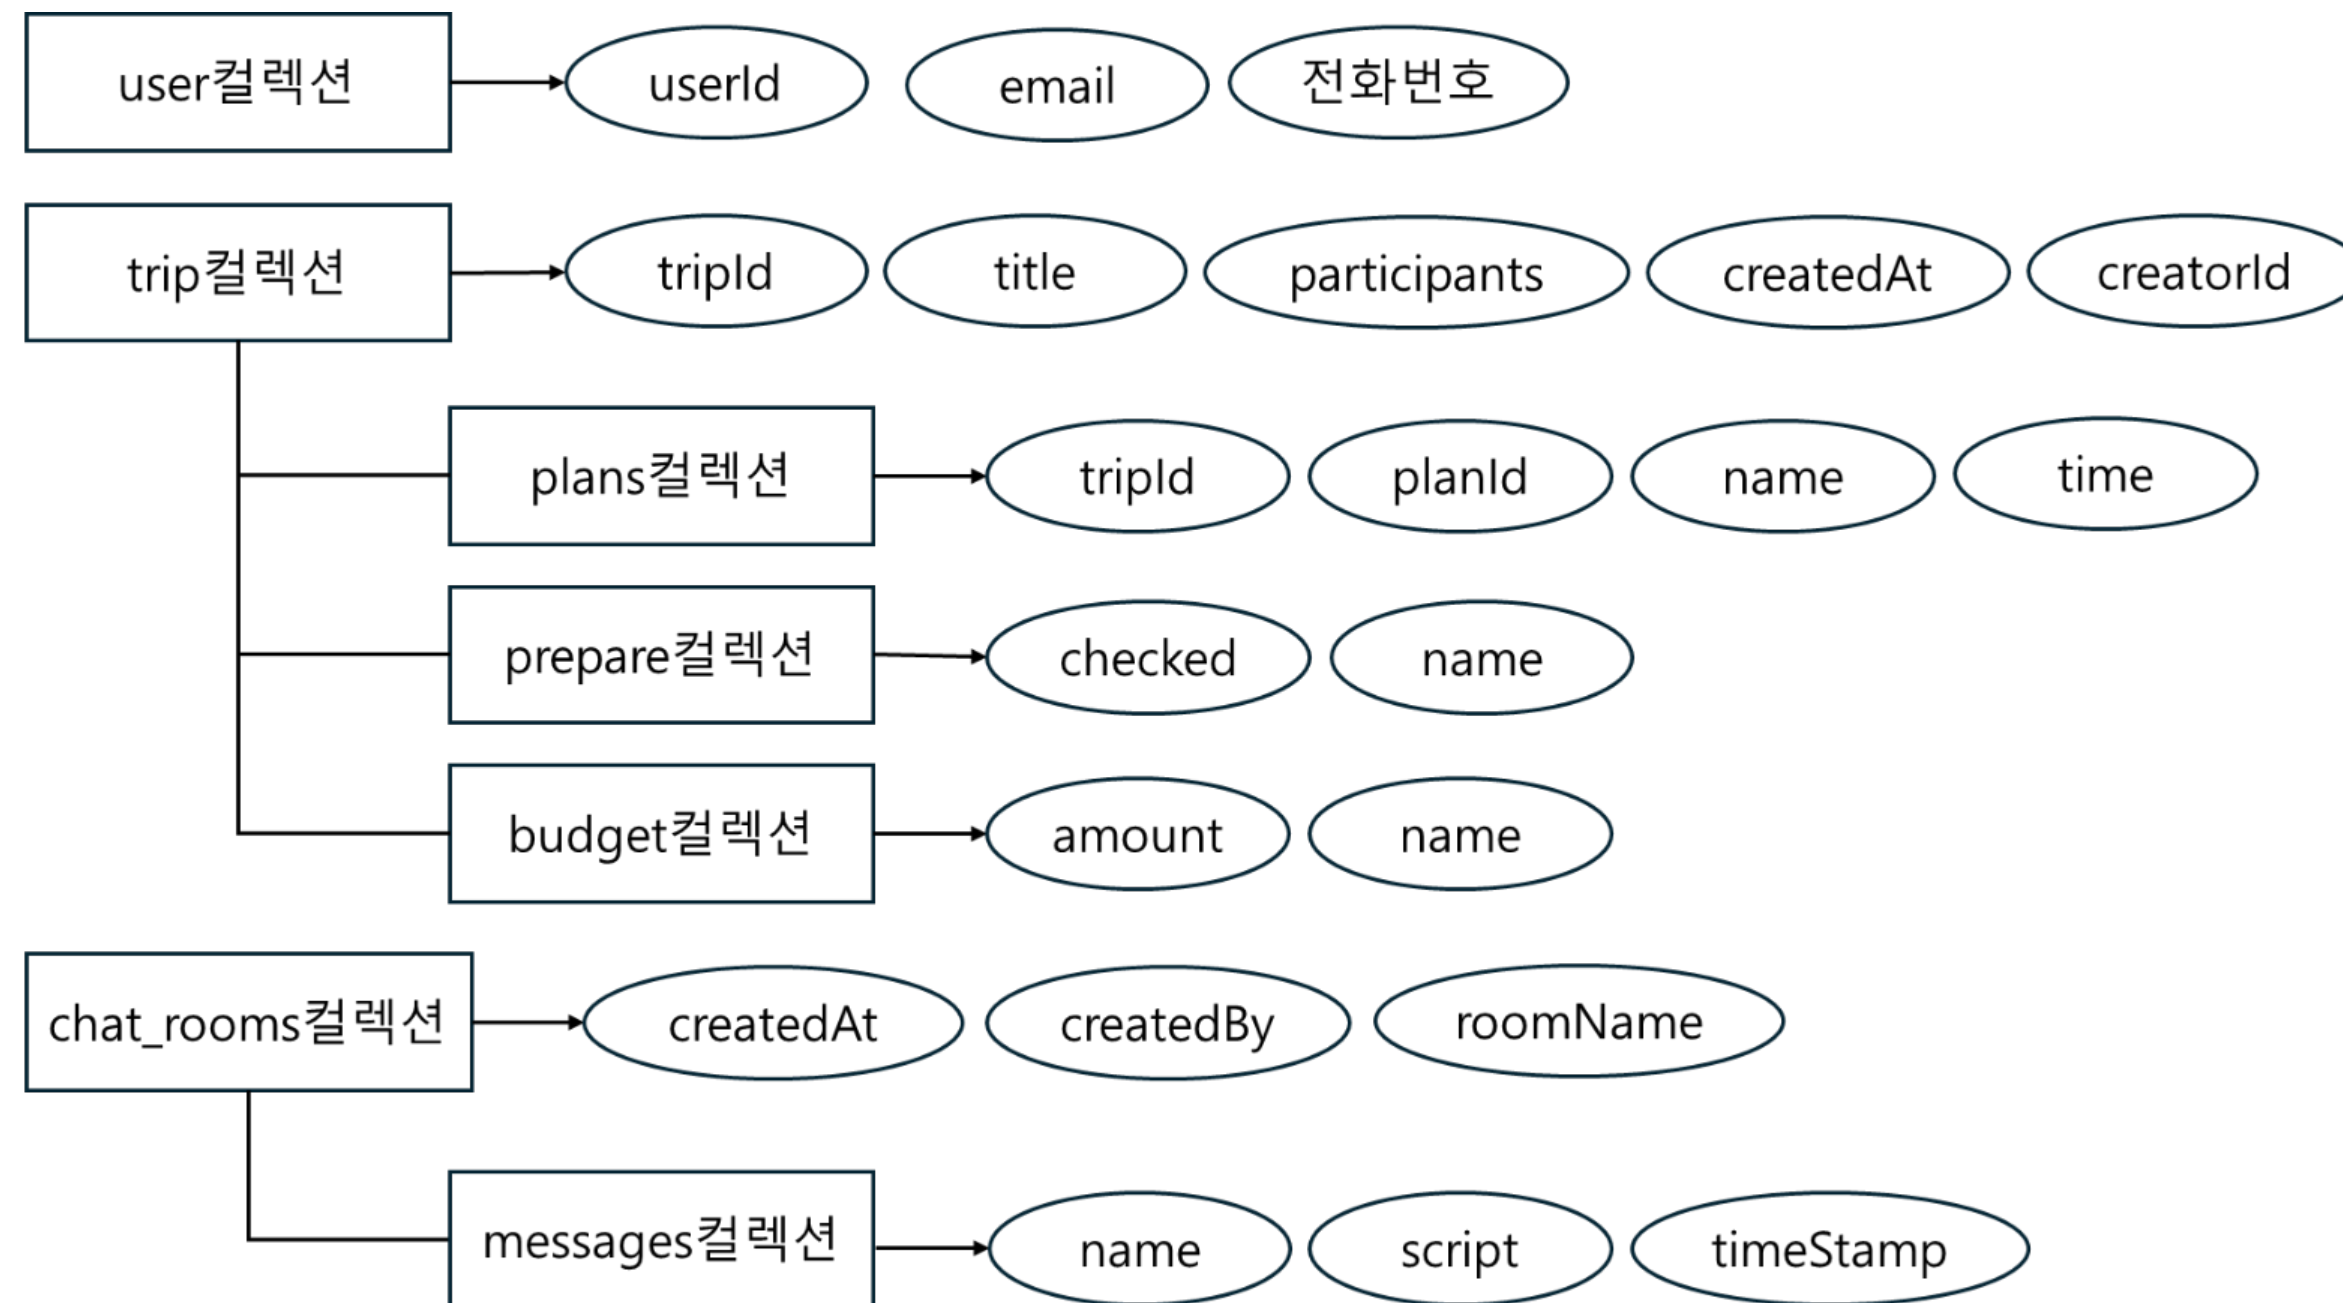 user컬렉션
userId
email
전화번호
trip컬렉션
tripId
title
participants
createdAt
creatorId
plans컬렉션
tripId
planId
name
time
prepare컬렉션
checked
name
budget컬렉션
amount
name
chat_rooms컬렉션
createdAt
createdBy
roomName
messages컬렉션
name
script
timeStamp